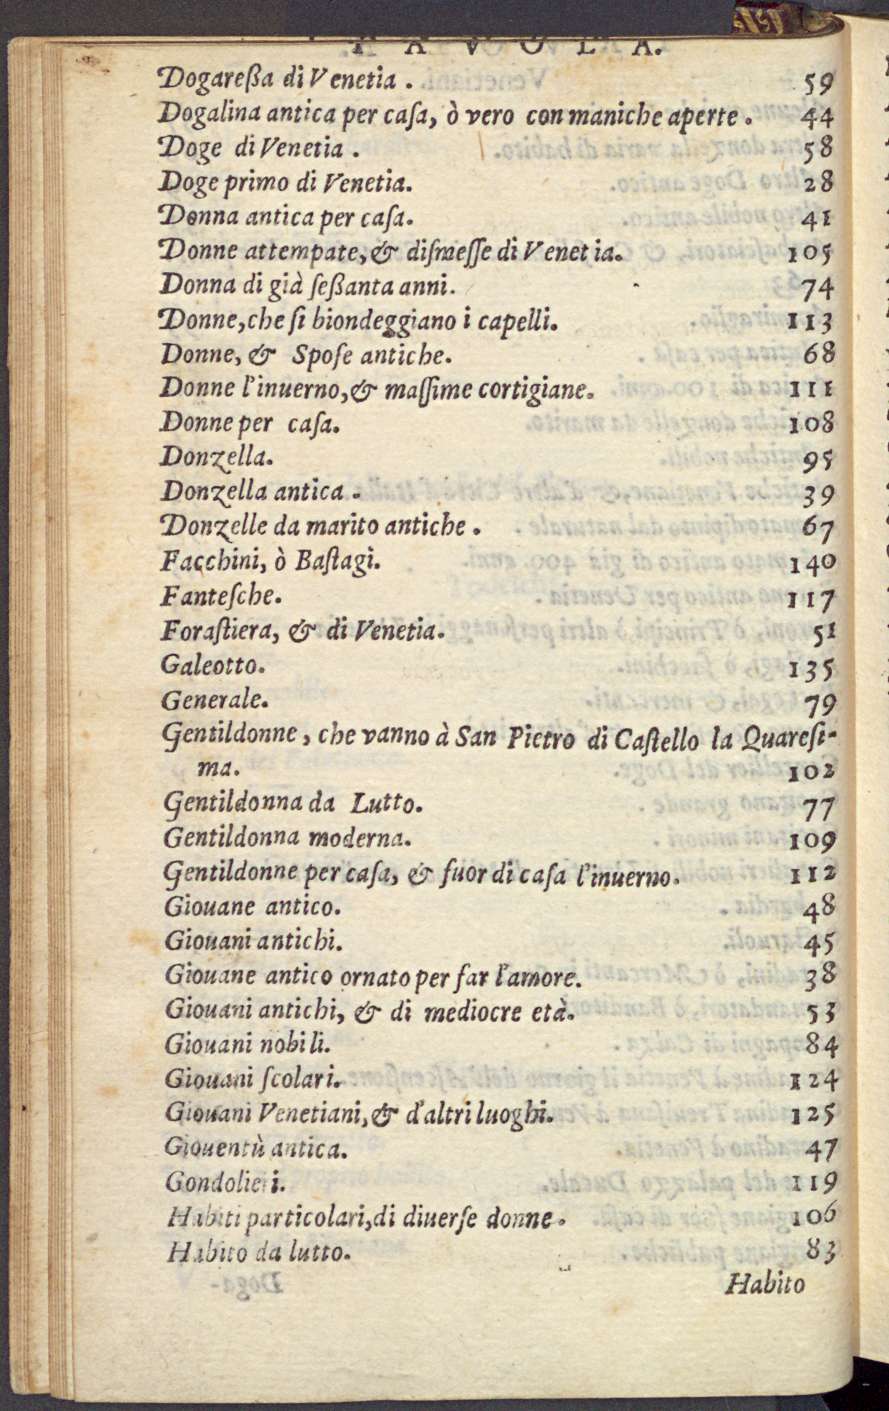 TAVOLA.
Dogareßa di Venetia . 59
Dogalina antica per caſa, ò vero con maniche aperte . 44
Doge di Venetia . 58
Doge primo di Venetia. 28
Donna antica per caſa. 41
Donne attempate, & diſmeſſe di Venetia. 105
Donna di già ſeßanta anni. 74
Donne, che ſi biondeggiano i capelli. 113
Donne, & Spoſe antiche. 68
Donne l'inuerno, & maſſime cortigiane. 111
Donne per caſa. 108
Donzella. 95
Donzella antica . 39
Donzelle da marito antiche . 67
Facchini, ò Baſtagi. 140
Fanteſche. 117
Foraſtiera, & di Venetia. 51
Galeotto. 135
Generale. 79
Gentildonne, che vanno à San Pietro di Caſtello la Quareſi-
ma. 102
Gentildonna da Lutto. 77
Gentildonna moderna. 109
Gentildonne per caſa, & fuor di caſa l'inuerno. 112
Giouane antico. 48
Giouani antichi. 45
Giouane antico ornato per far l'amore. 38
Giouani antichi, & di mediocre età. 53
Giouani nobili. 84
Giouani ſcolari. 124
Giouani Venetiani, & d'altri luoghi. 125
Giouentù antica. 47
Gondolieri. 119
Habiti particolari, di diuerſe donne. 106
Habito da lutto. 83
Habito